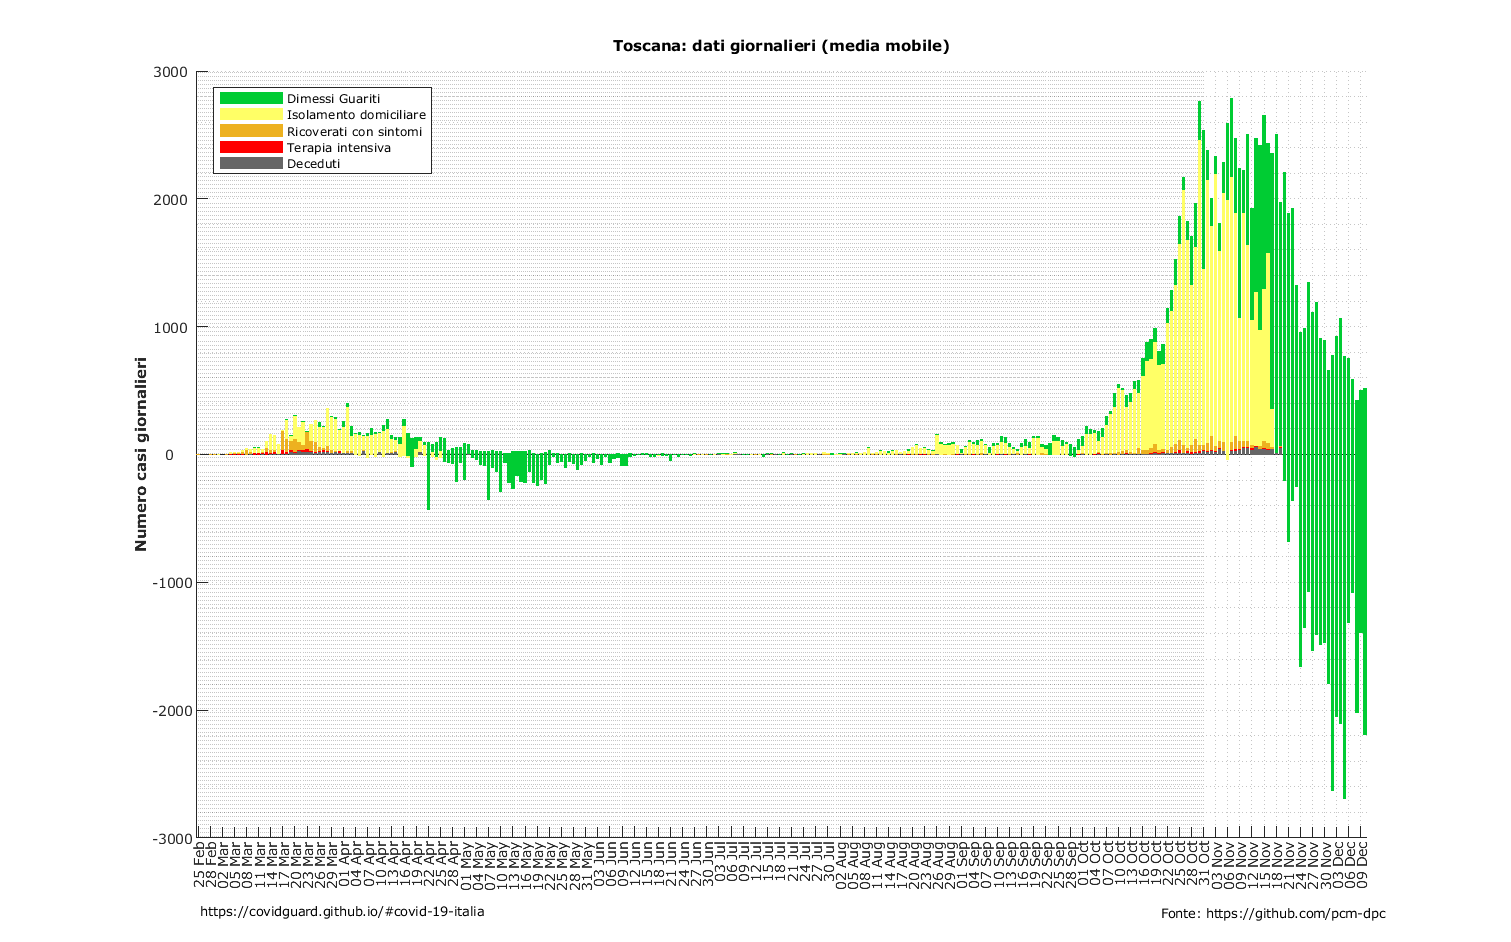 Toscana: dati giornalieri (media mobile)
3000
2000
1000
0
-1000
-2000
-3000
Numero casi giornalieri
Dimessi Guariti
Isolamento domiciliare
Ricoverati con sintomi
Terapia intensiva
Deceduti
25 Feb
28 Feb
02 Mar
05 Mar
08 Mar
11 Mar
14 Mar
17 Mar
20 Mar
23 Mar
26 Mar
29 Mar
01 Apr
04 Apr
07 Apr
10 Apr
13 Apr
16 Apr
19 Apr
22 Apr
25 Apr
28 Apr
01 May
04 May
07 May
10 May
13 May
16 May
19 May
22 May
25 May
28 May
31 May
03 Jun
06 Jun
09 Jun
12 Jun
15 Jun
18 Jun
21 Jun
24 Jun
27 Jun
30 Jun
03 Jul
06 Jul
09 Jul
12 Jul
15 Jul
18 Jul
21 Jul
24 Jul
27 Jul
30 Jul
02 Aug
05 Aug
08 Aug
11 Aug
14 Aug
17 Aug
20 Aug
23 Aug
26 Aug
29 Aug
01 Sep
04 Sep
07 Sep
10 Sep
13 Sep
16 Sep
19 Sep
22 Sep
25 Sep
28 Sep
01 Oct
04 Oct
07 Oct
10 Oct
13 Oct
16 Oct
19 Oct
22 Oct
25 Oct
28 Oct
31 Oct
03 Nov
06 Nov
09 Nov
12 Nov
15 Nov
18 Nov
21 Nov
24 Nov
27 Nov
30 Nov
03 Dec
06 Dec
09 Dec
https://covidguard.github.io/#covid-19-italia
Fonte: https://github.com/pcm-dpc